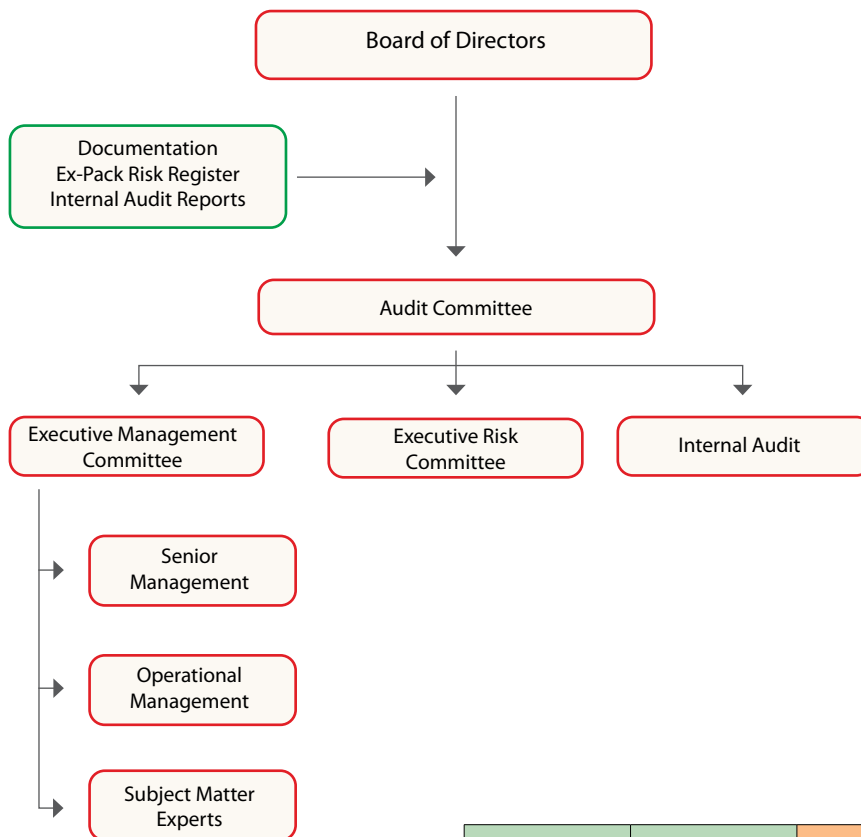 Board of Directors
Documentation
Ex-Pack Risk Register
Internal Audit Reports
Audit Committee
Executive Management
Committee
Executive Risk
Committee
Internal Audit
Senior
Management
Operational
Management
Subject Matter
Experts